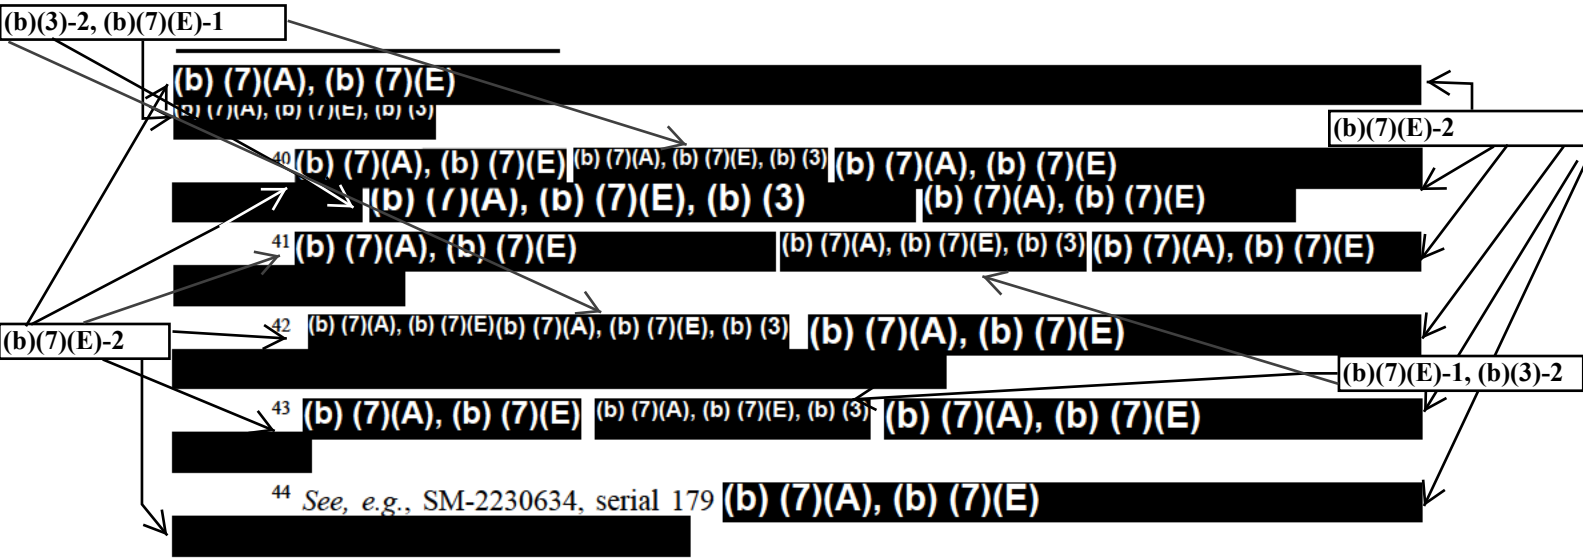 (b)(3)-2, (b)(7)(E)-1
(b) (7)(A), (b) (7)(E)
(b) (7)(A), (b) (7)(E), (b) (3)
(b)(7)(E)-2
40 (b) (7)(A), (b) (7)(E) (b) (7)(A), (b) (7)(E), (b) (3) (b) (7)(A), (b) (7)(E)
(b) (7)(A), (b) (7)(E), (b) (3) (b) (7)(A), (b) (7)(E)
41 (b) (7)(A), (b) (7)(E) (b) (7)(A), (b) (7)(E), (b) (3) (b) (7)(A), (b) (7)(E)
42 (b) (7)(A), (b) (7)(E)(b) (7)(A), (b) (7)(E), (b) (3) (b) (7)(A), (b) (7)(E)
(b)(7)(E)-2
(b)(7)(E)-1, (b)(3)-2
43 (b) (7)(A), (b) (7)(E) (b) (7)(A), (b) (7)(E), (b) (3) (b) (7)(A), (b) (7)(E)
44 See, e.g., SM-2230634, serial 179 (b) (7)(A), (b) (7)(E)